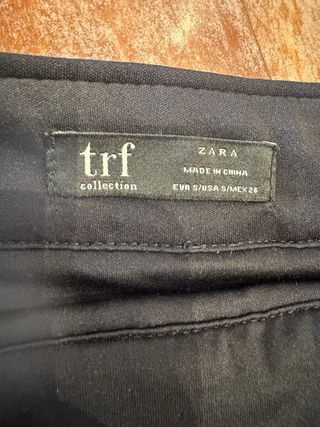 trf
collection
ZARA
MADE IN CHINA
EUR S/USA S/MEX 26